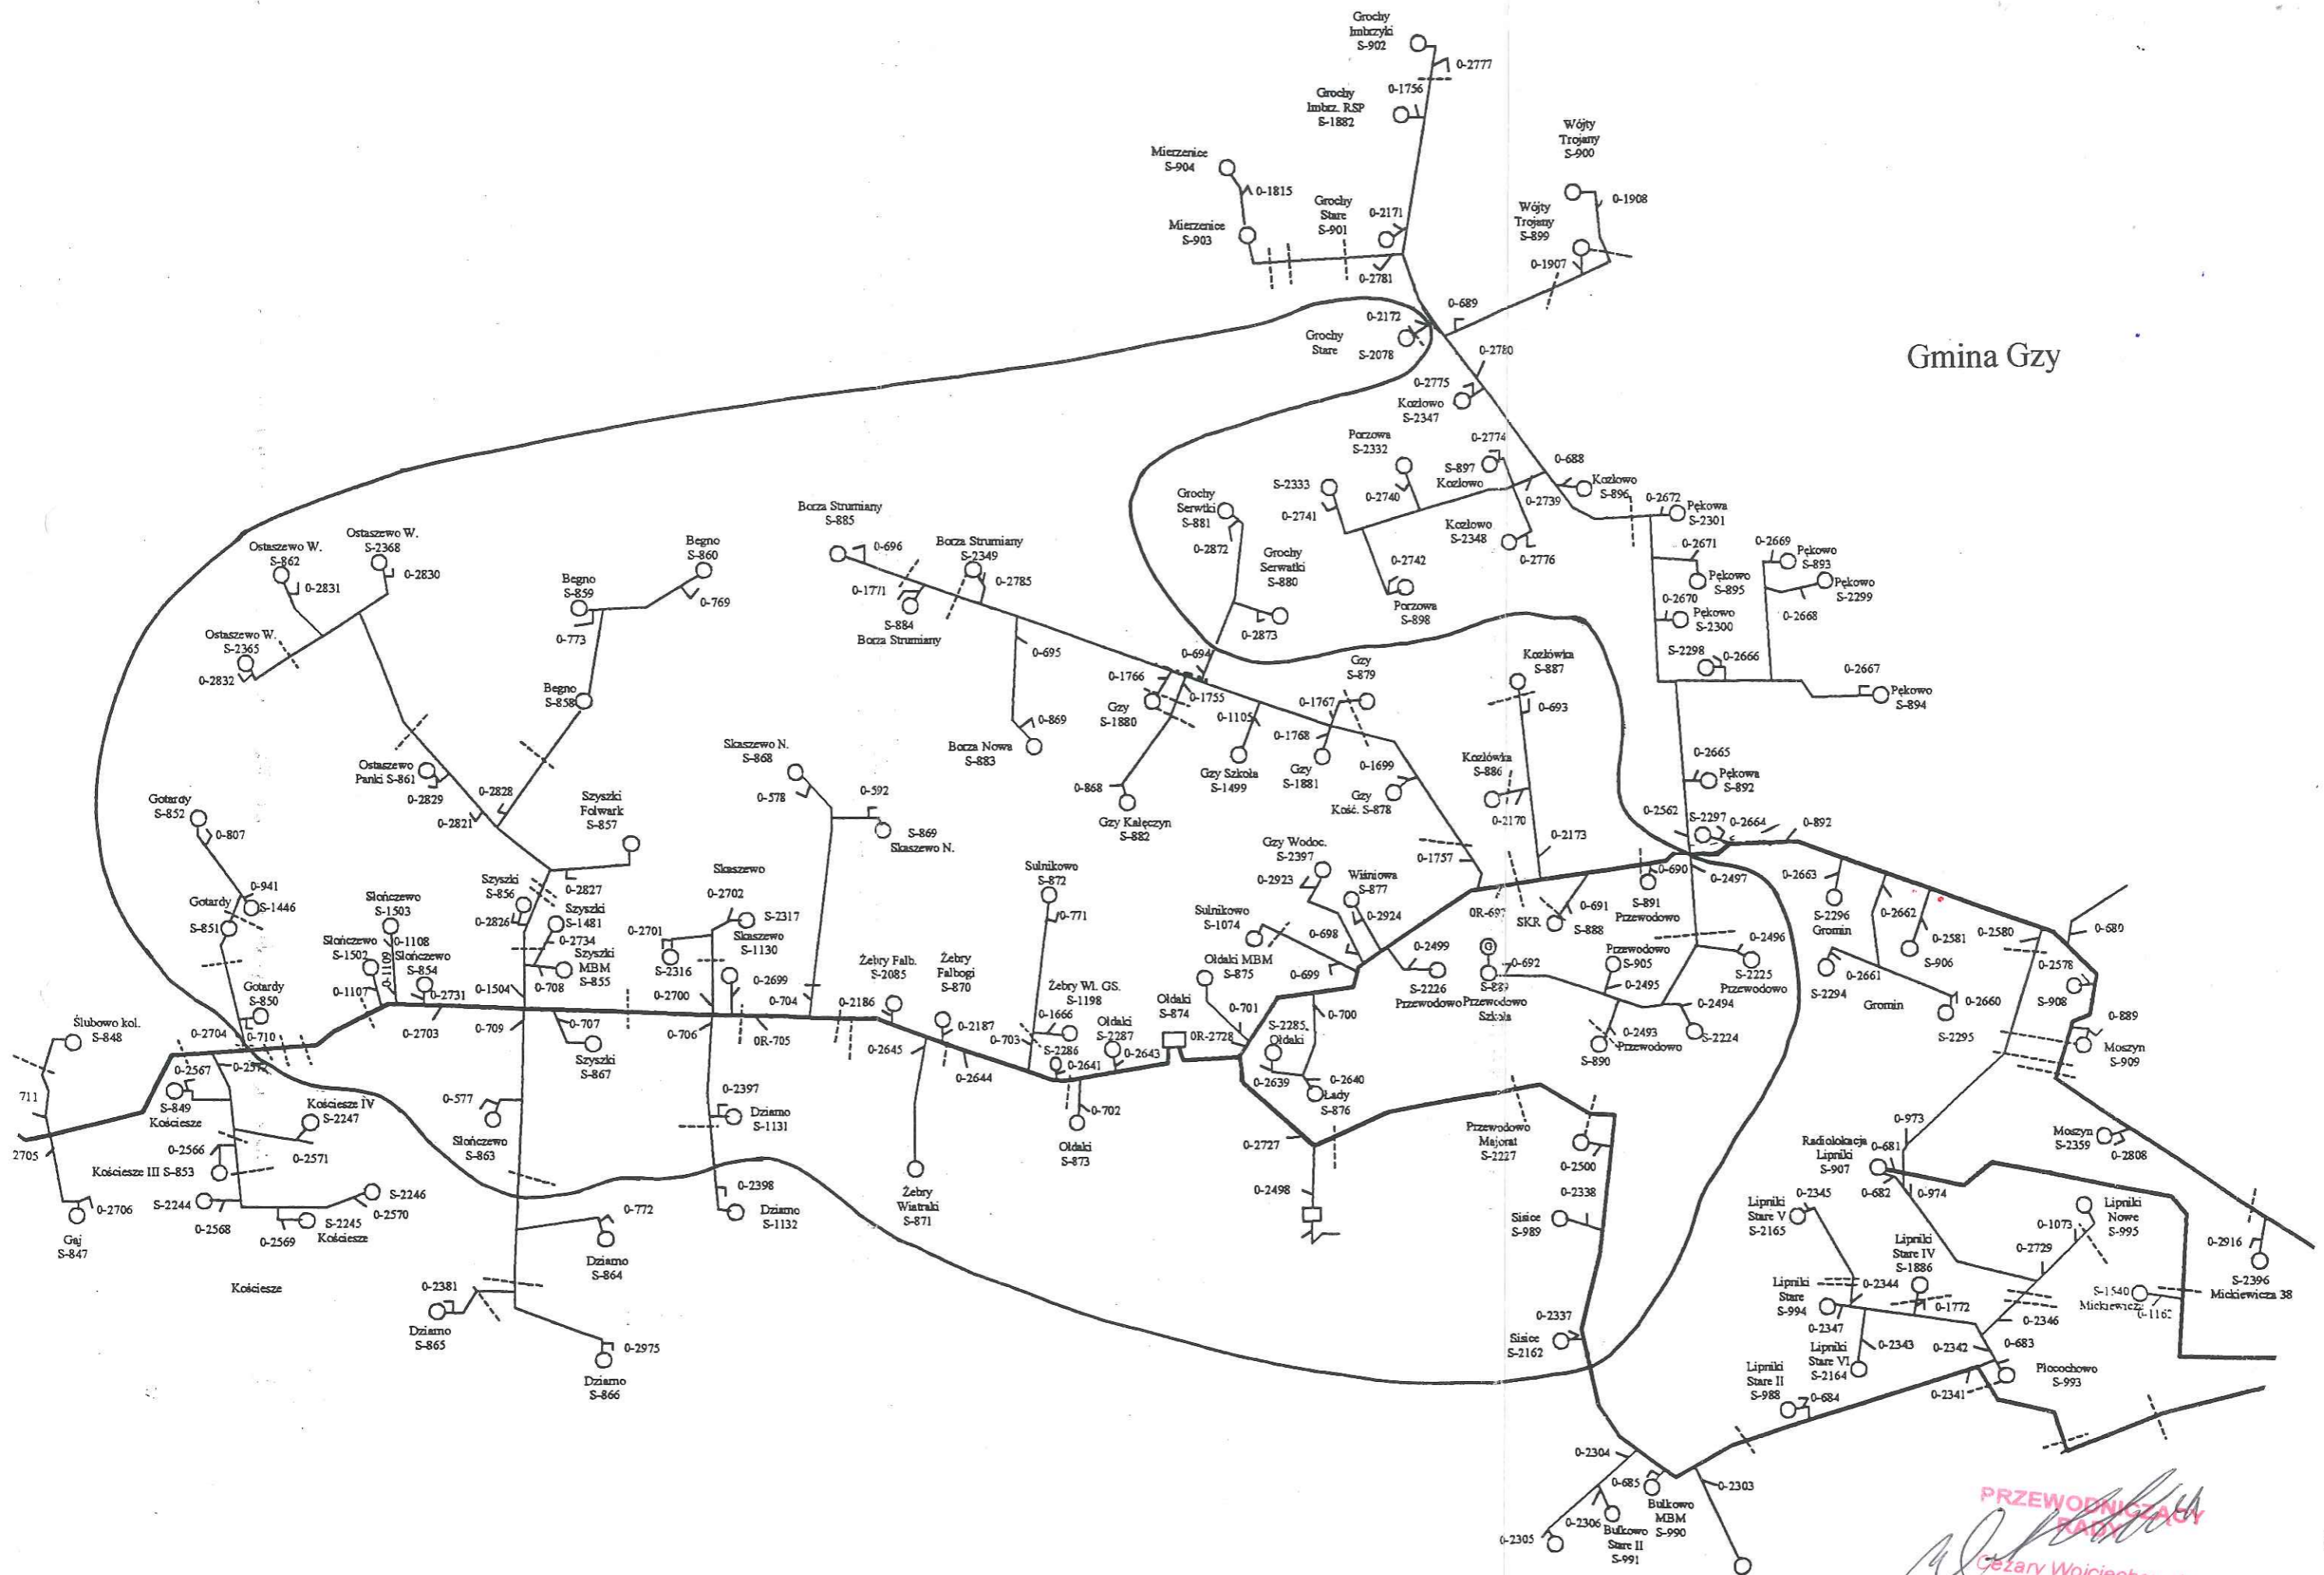 Grochy
Imbrzyki
S-902
0-2777
0-1756
Grochy
Imbrz. RSP
S-1882
Wójty
Trojany
S-900
Mierzenice
S-904
0-1815
0-1908
Grochy
Stare
S-901
0-2171
Wójty
Trojany
S-899
Mierzenice
S-903
0-1907
0-2781
0-689
0-2172
Grochy
Stare
S-2078
0-2780
Gmina Gzy
0-2775
Kozłowo
S-2347
Porzowa
S-2332
0-2774
S-897
Kozłowo
0-688
S-2333
0-2740
0-2739
Kozłowo
S-896
0-2672
Pękowa
S-2301
0-2741
Grochy
Serwtki
S-881
Kozłowo
S-2348
0-2776
0-2872
Borza Strumiany
S-885
0-696
Borza Strumiany
S-2349
0-2785
0-1771
S-884
Borza Strumiany
Ostaszewo W.
S-862
0-2831
Ostaszewo W.
S-2368
0-2830
Begno
S-860
Begno
S-859
0-769
0-773
Grochy
Serwatki
S-880
0-2742
Porzowa
S-898
0-2671
0-2669
Pękowo
S-893
Pękowo
S-895
Pękowo
S-2299
0-2670
Pękowo
S-2300
0-2668
0-2873
Ostaszewo W.
S-2365
0-2832
0-695
0-694
S-2298
0-2666
0-2667
Pękowo
S-894
Gzy
S-879
Kozłówka
S-887
0-1766
0-1755
Begno
S-858
Gzy
S-1880
0-1767
0-693
0-1105
0-869
0-1768
Borza Nowa
S-883
Skaszewo N.
S-868
Ostaszewo
Panki S-861
0-2829
0-2828
0-1699
Kozłówka
S-886
0-2665
Pękowa
S-892
Gzy Szkoła
S-1499
Gzy
S-1881
0-868
0-578
0-592
Gotardy
S-852
Szyszki
Folwark
S-857
Gzy
Kość. S-878
0-2170
0-2562
S-2297
0-2664
0-892
0-807
0-2821
Gzy Kałęczyn
S-882
S-869
Skaszewo N.
0-2173
Gzy Wodoc.
S-2397
0-1757
Sulnikowo
S-872
Skaszewo
0-2923
Wiśniowa
S-877
0-690
0-2497
0-2663
0-941
Szyszki
S-856
0-2827
0-2702
Gotardy
S-1446
Słończewo
S-1503
S-851
0-2826
Szyszki
S-1481
S-2317
0-771
Sulnikowo
S-1074
0-2924
0R-697
SKR
0-691
S-888
S-891
Przewodowo
S-2296
Gromin
0-2662
0-2581
0-2580
0-680
0-2701
Skaszewo
S-1130
0-698
0-2499
Słończewo
S-1502
0-1108
0-1109
Słończewo
S-854
0-2734
Szyszki
MBM
S-855
S-2316
Żebry Falb.
S-2085
Żebry
Falbogi
S-870
Ołdaki MBM
S-875
0-699
S-2226
Przewodowo
0-692
S-889
Przewodowo
Szkoła
Przewodowo
S-905
0-2496
S-2225
Przewodowo
0-2661
S-2294
S-906
0-2578
S-908
0-2699
Gotardy
S-850
0-1107
0-2731
0-1504
0-708
0-2700
0-704
0-2186
Żebry Wl. GS.
S-1198
0-2495
0-2494
0-2660
Gromin
S-2295
0-889
Ślubowo kol.
S-848
0-2704
0-710
0-2703
0-709
0-707
0-706
0R-705
0-2187
0-1666
Ołdaki
S-2287
Ołdaki
S-874
0-701
S-2285
Ołdaki
0-700
0R-2728
0-2493
S-890
Przewodowo
S-2224
Moszyn
S-909
0-2645
0-703
S-2286
0-2643
0-2567
Szyszki
S-867
0-2644
0-2641
0-2639
0-2640
711
S-849
Kościesze
Kościesze IV
S-2247
0-577
0-2397
Dziarno
S-1131
0-702
Łady
S-876
0-2566
0-2571
Ołdaki
S-873
0-2727
Przewodowo
Majorat
S-2227
0-973
Moszyn
S-2359
2705
Kościesze III S-853
Słończewo
S-863
0-2500
Radiolokacja
Lipniki
S-907
0-681
0-2808
0-2706
S-2244
S-2246
0-2398
Żebry
Wiatraki
S-871
0-2498
0-2338
0-682
0-974
0-2568
0-2570
S-2245
Kościesze
0-2569
0-772
Dziarno
S-1132
Sisice
S-989
0-2345
Lipniki
Stare V
S-2165
Lipniki
Nowe
S-995
Gaj
S-847
0-1073
Lipniki
Stare IV
S-1886
0-2729
0-2916
Kościesze
0-2381
Dziarno
S-864
Lipniki
Stare
S-994
0-2344
S-1540
Mickiewicza
S-2396
Mickiewicza 38
0-1772
0-2337
0-2347
0-2346
Dziarno
S-865
0-2975
Sisice
S-2162
Lipniki
Stare VI
S-2164
0-2343
0-2342
0-683
Płocochowo
S-993
Dziarno
S-866
Lipniki
Stare II
S-988
0-684
0-2341
0-2304
0-685
Bulkowo
MBM
S-990
0-2303
0-2305
0-2306
Bulkowo
Stare II
S-991
PRZEWODNICZĄCY
RADY